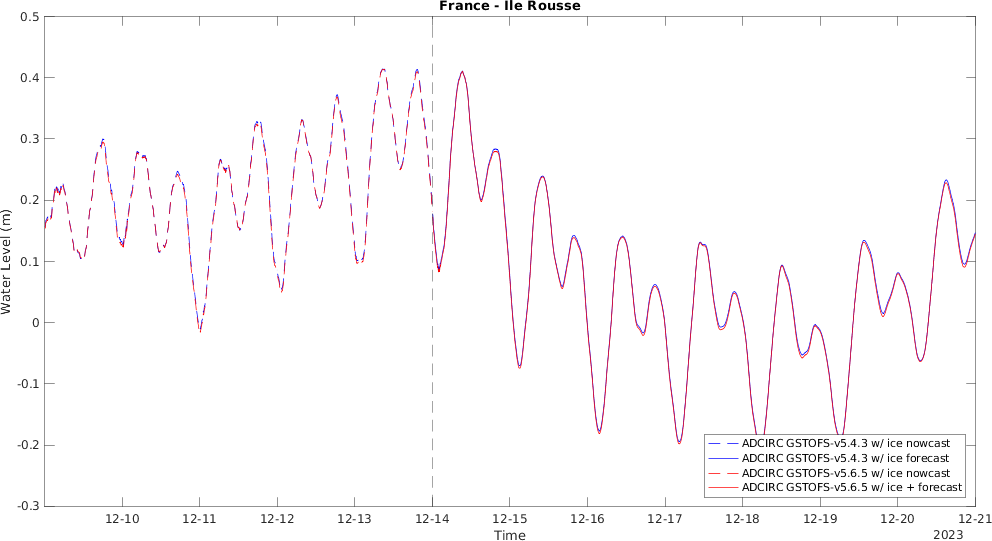 France - Ile Rousse
0.5
0.4
0.3
0.2
0.1
0
-0.1
-0.2
-0.3
Water Level (m)
ADCIRC GSTOFS-v5.4.3 w/ ice nowcast
ADCIRC GSTOFS-v5.4.3 w/ ice forecast
ADCIRC GSTOFS-v5.6.5 w/ ice nowcast
ADCIRC GSTOFS-v5.6.5 w/ ice + forecast
12-10 12-11 12-12 12-13 12-14 12-15 12-16 12-17 12-18 12-19 12-20 12-21
Time
2023